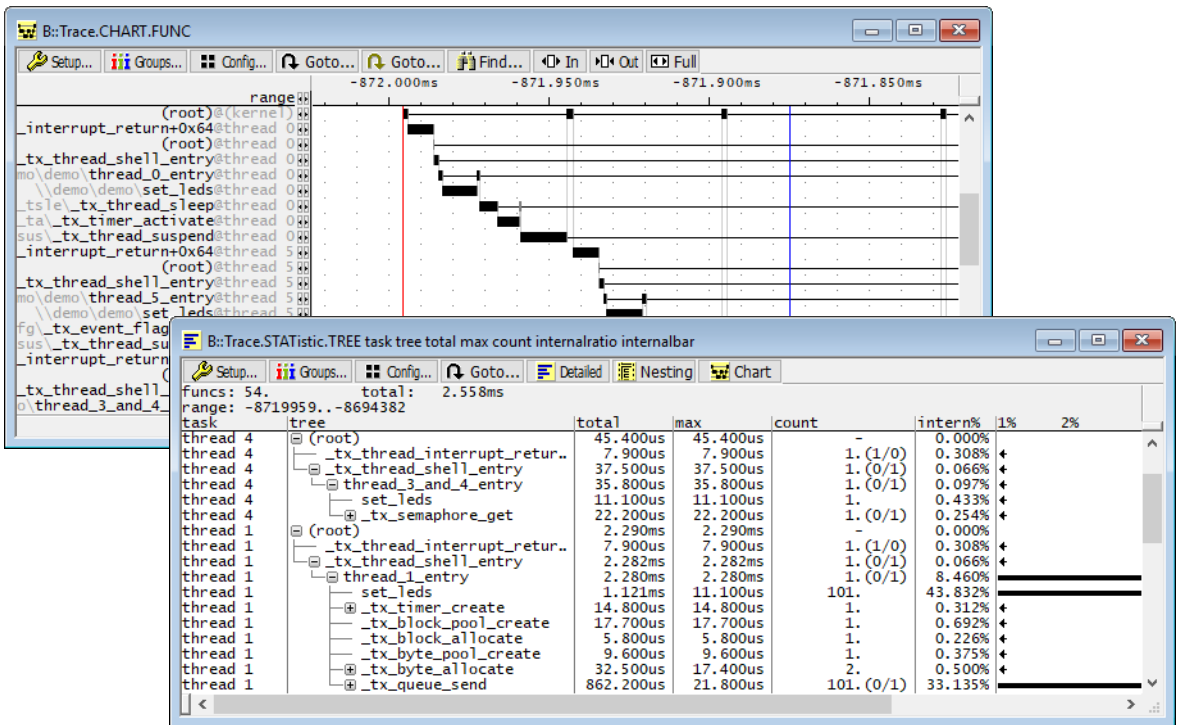 B::Trace.CHART.FUNC
Setup... Groups... Config... Goto... Goto... Find... In Out Full
-872.000ms -871.950ms -871.900ms -871.850ms
range
(root)@(kernel)
_interrupt_return+0x64@thread 0
(root)@thread 0
_tx_thread_shell_entry@thread 0
mo\demo\thread_0_entry@thread 0
\\demo\demo\set_leds@thread 0
_tsle\_tx_thread_sleep@thread 0
_ta\_tx_timer_activate@thread 0
sus\_tx_thread_suspend@thread 0
_interrupt_return+0x64@thread 5
(root)@thread 5
_tx_thread_shell_entry@thread 5
mo\demo\thread_5_entry@thread 5
\\demo\demo\set_leds@thread 5
fg\_tx_event_flag
sus\_tx_thread_su
_interrupt_return
(
_tx_thread_shell_
o\thread_3_and_4_
B::Trace.STATistic.TREE task tree total max count internalratio internalbar
Setup... Groups... Config... Goto... Detailed Nesting Chart
funcs: 54. total: 2.558ms
range: -8719959..-8694382
task tree total max count intern% 1% 2%
thread 4 (root) 45.400us 45.400us - 0.000%
thread 4 _tx_thread_interrupt_retur.. 7.900us 7.900us 1.(1/0) 0.308%
thread 4 _tx_thread_shell_entry 37.500us 37.500us 1.(0/1) 0.066%
thread 4 thread_3_and_4_entry 35.800us 35.800us 1.(0/1) 0.097%
thread 4 set_leds 11.100us 11.100us 1. 0.433%
thread 4 _tx_semaphore_get 22.200us 22.200us 1.(0/1) 0.254%
thread 1 (root) 2.290ms 2.290ms - 0.000%
thread 1 _tx_thread_interrupt_retur.. 7.900us 7.900us 1.(1/0) 0.308%
thread 1 _tx_thread_shell_entry 2.282ms 2.282ms 1.(0/1) 0.066%
thread 1 thread_1_entry 2.280ms 2.280ms 1.(0/1) 8.460%
thread 1 set_leds 1.121ms 11.100us 101. 43.832%
thread 1 _tx_timer_create 14.800us 14.800us 1. 0.312%
thread 1 _tx_block_pool_create 17.700us 17.700us 1. 0.692%
thread 1 _tx_block_allocate 5.800us 5.800us 1. 0.226%
thread 1 _tx_byte_pool_create 9.600us 9.600us 1. 0.375%
thread 1 _tx_byte_allocate 32.500us 17.400us 2. 0.500%
thread 1 _tx_queue_send 862.200us 21.800us 101.(0/1) 33.135%